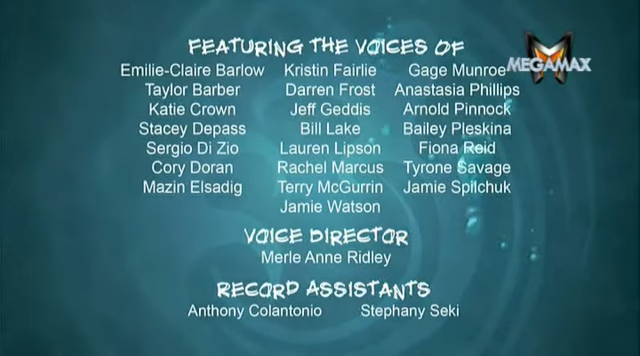 FEATURING THE VOICES OF
MEGAMAX
Emilie-Claire Barlow Kristin Fairlie Gage Munroe
Taylor Barber Darren Frost Anastasia Phillips
Katie Crown Jeff Geddis Arnold Pinnock
Stacey Depass Bill Lake Bailey Pleskina
Sergio Di Zio Lauren Lipson Fiona Reid
Cory Doran Rachel Marcus Tyrone Savage
Mazin Elsadig Terry McGurrin Jamie Spilchuk
Jamie Watson
VOICE DIRECTOR
Merle Anne Ridley
RECORD ASSISTANTS
Anthony Colantonio Stephany Seki